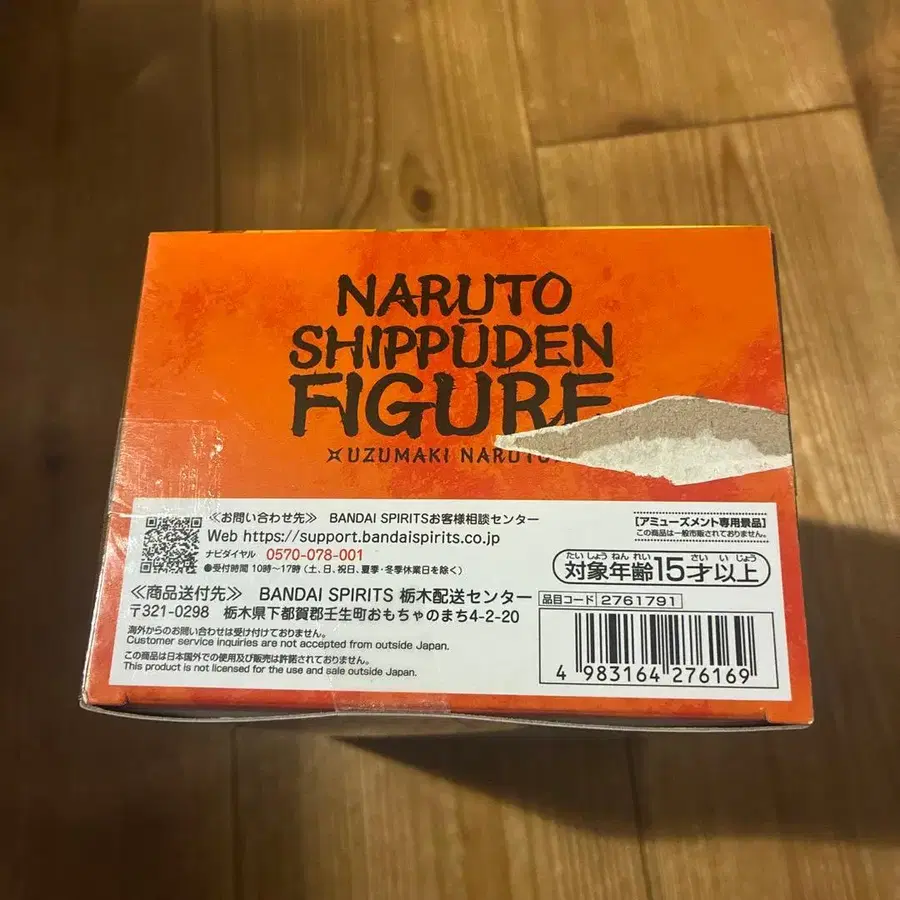 NARUTO
SHIPPŪDEN
FIGURE
UZUMAKI NARUTO
≪お問い合わせ先≫ BANDAI SPIRITSお客様相談センター
Web https://support.bandaispirits.co.jp
ナビダイヤル 0570-078-001
●受付時間 10時〜17時（土、日、祝日、夏季・冬季休業日を除く）
≪商品送付先≫ BANDAI SPIRITS 栃木配送センター
〒321-0298 栃木県下都賀郡壬生町おもちゃのまち4-2-20
海外からのお問い合わせは受け付けておりません。
Customer service inquiries are not accepted from outside Japan.
この商品は日本国外での使用及び販売は許諾されておりません。
This product is not licensed for the use and sale outside Japan.
［アミューズメント専用景品］
この商品は一般市販されておりません。
たいしょうねんれい さい いじょう
対象年齢15才以上
品目コード 2761791
4 983164 276169